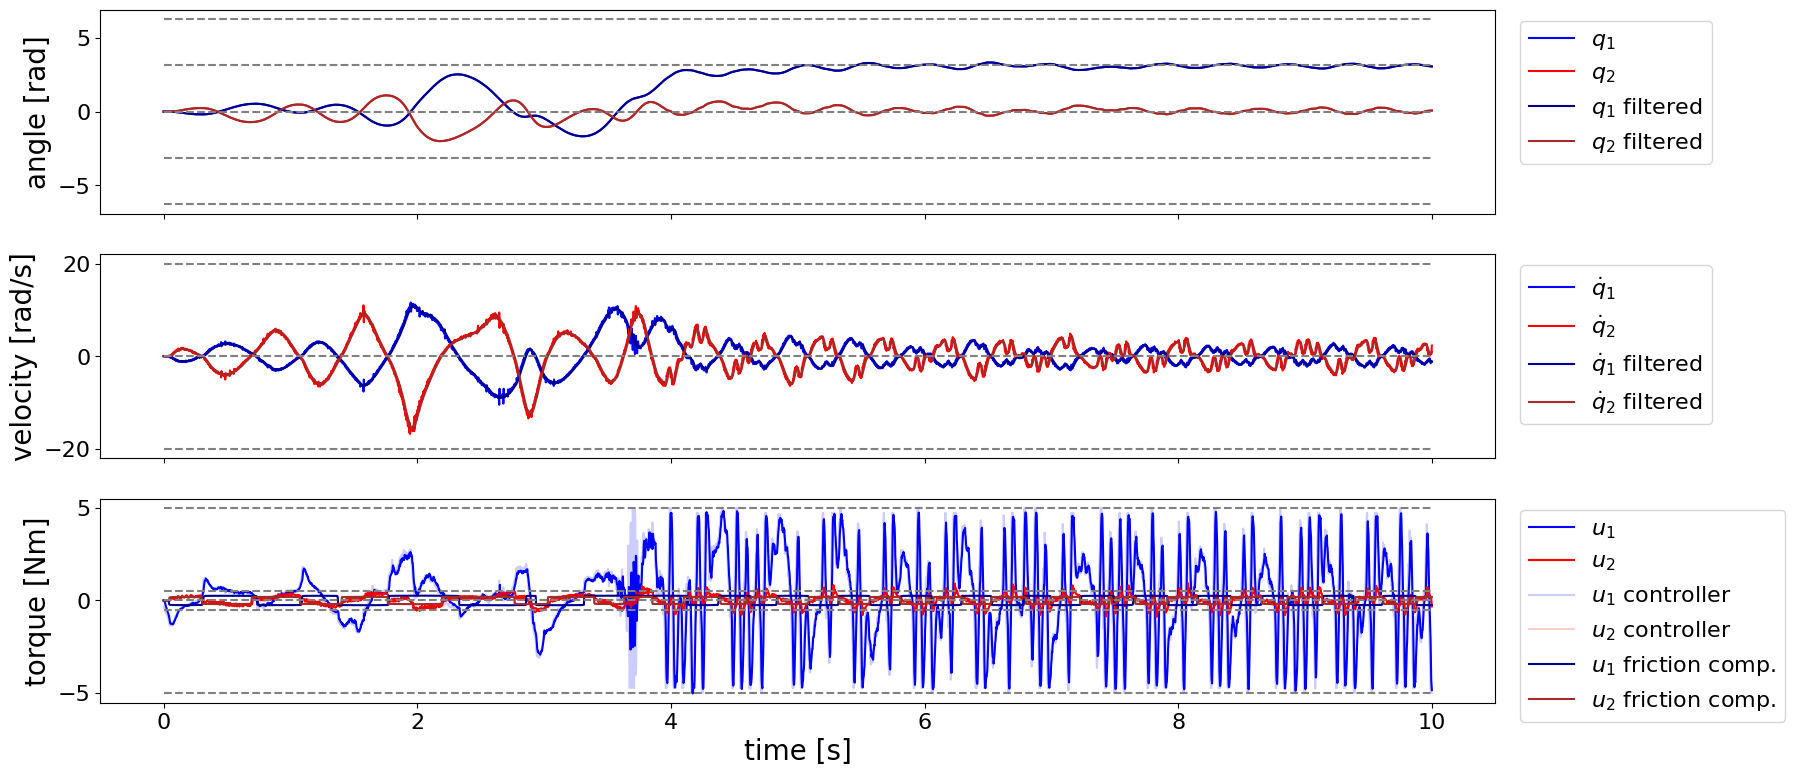 angle [rad]
5
0
−5
q₁
q₂
q₁ filtered
q₂ filtered
velocity [rad/s]
20
0
−20
q̇₁
q̇₂
q̇₁ filtered
q̇₂ filtered
torque [Nm]
5
0
−5
u₁
u₂
u₁ controller
u₂ controller
u₁ friction comp.
u₂ friction comp.
0 2 4 6 8 10
time [s]